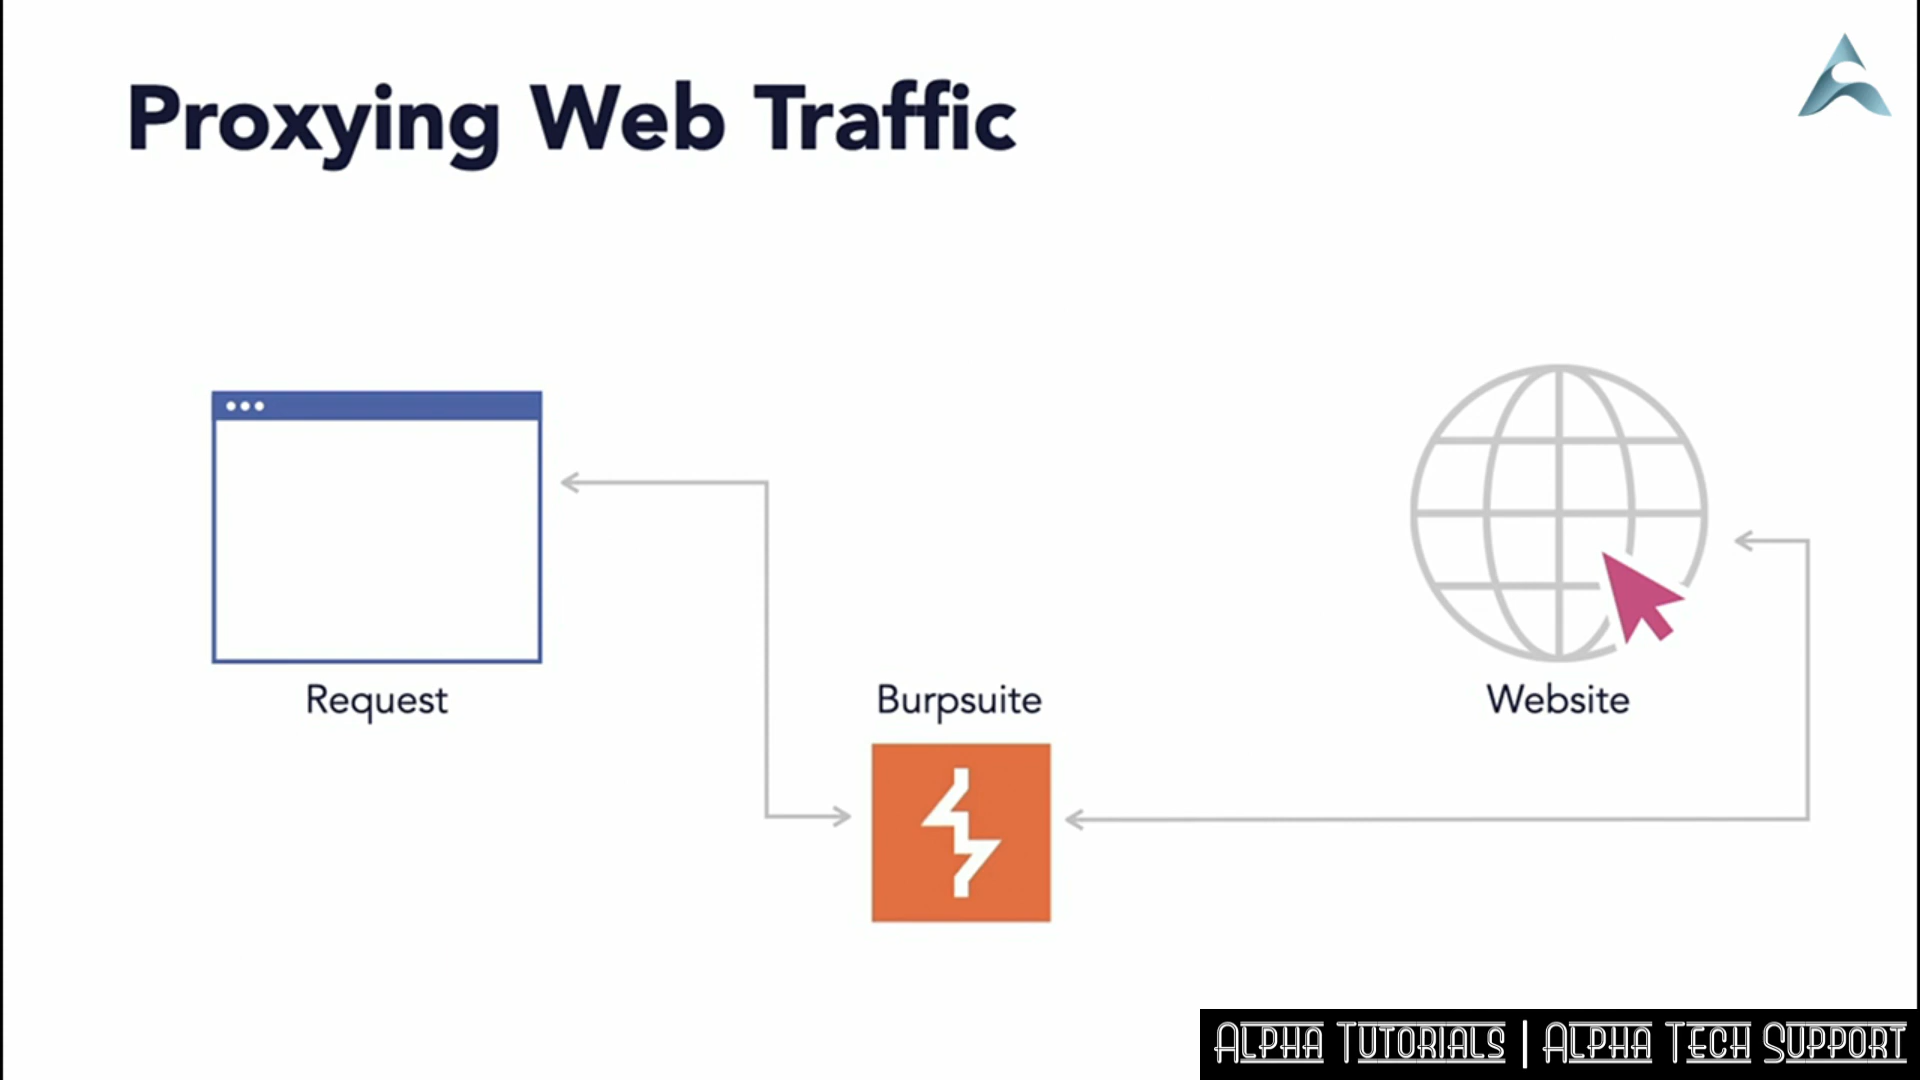 Proxying Web Traffic
Request
Burpsuite
Website
Alpha Tutorials | Alpha Tech Support